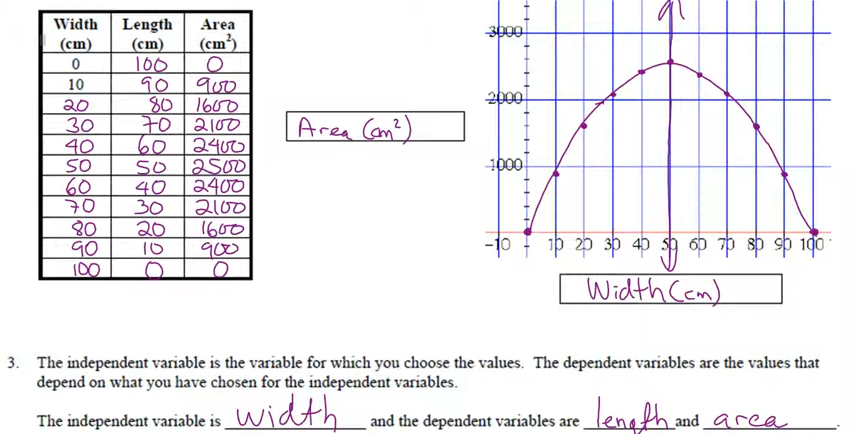 Width Length Area
(cm) (cm) (cm²)
0 100 0
10 90 900
20 80 1600
30 70 2100
40 60 2400
50 50 2500
60 40 2400
70 30 2100
80 20 1600
90 10 900
100 0 0
Area (cm²)
3000
2000
1000
-10 10 20 30 40 50 60 70 80 90 100
Width (cm)
3. The independent variable is the variable for which you choose the values. The dependent variables are the values that
depend on what you have chosen for the independent variables.
The independent variable is width and the dependent variables are length and area.